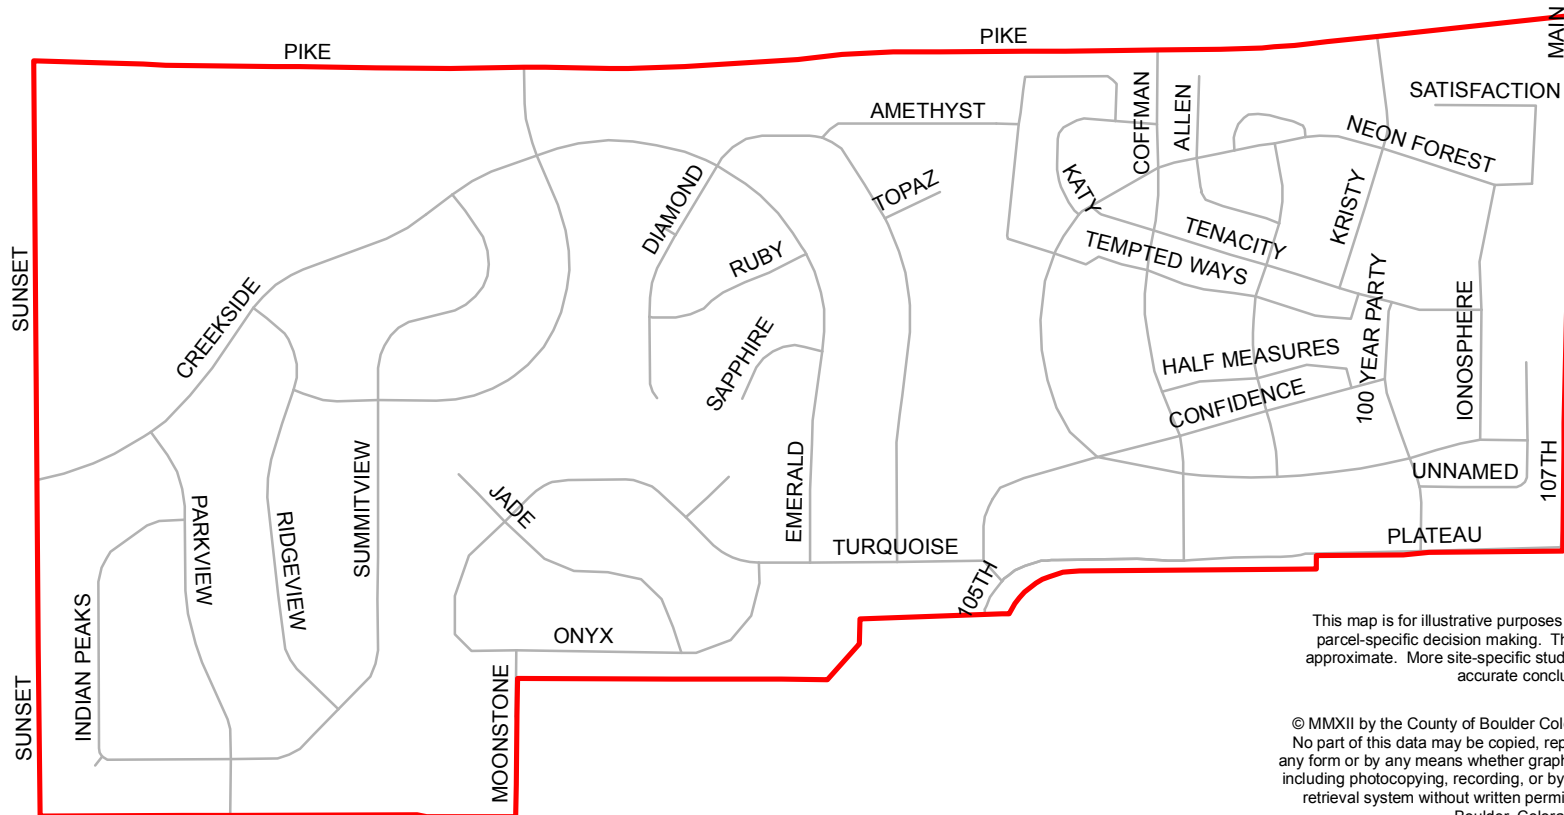 MAIN
PIKE
PIKE
SATISFACTION
AMETHYST
COFFMAN
ALLEN
NEON FOREST
DIAMOND
TOPAZ
KATY
KRISTY
TENACITY
TEMPTED WAYS
RUBY
SUNSET
CREEKSIDE
SAPPHIRE
HALF MEASURES
100 YEAR PARTY
IONOSPHERE
CONFIDENCE
UNNAMED
107TH
PARKVIEW
RIDGEVIEW
SUMMITVIEW
JADE
EMERALD
TURQUOISE
PLATEAU
105TH
INDIAN PEAKS
ONYX
SUNSET
MOONSTONE
This map is for illustrative purposes
parcel-specific decision making. Th
approximate. More site-specific stud
accurate conclu
© MMXII by the County of Boulder Col
No part of this data may be copied, rep
any form or by any means whether graph
including photocopying, recording, or by
retrieval system without written permi